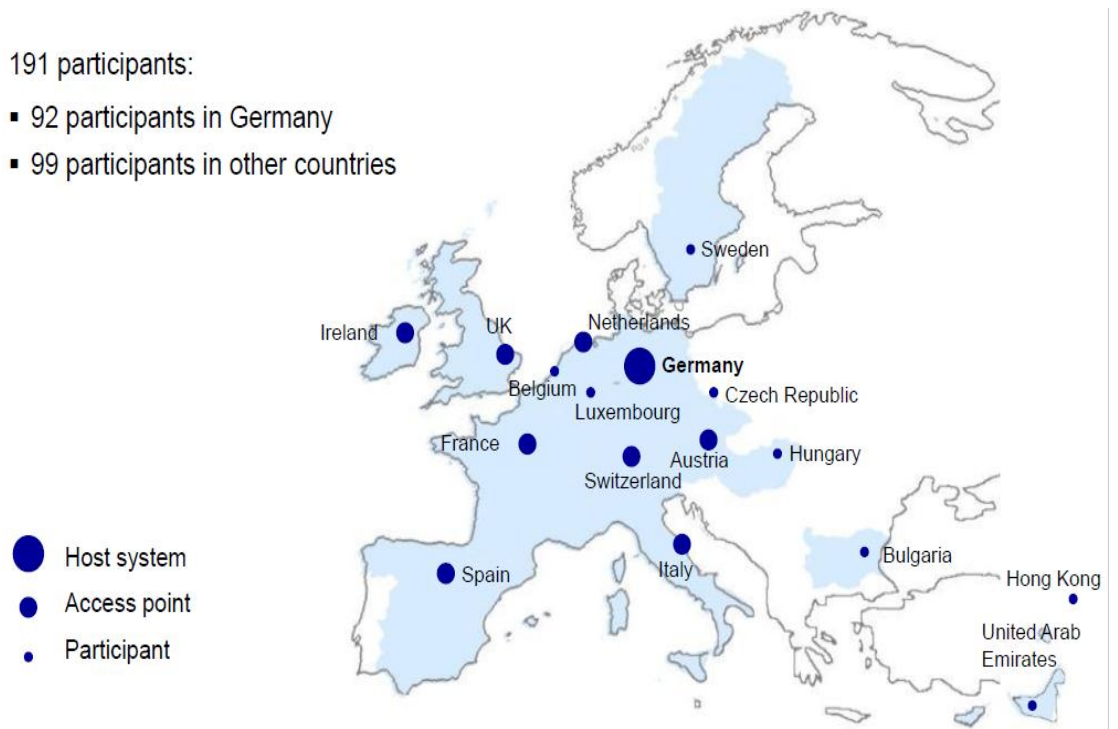 191 participants:
▪ 92 participants in Germany
▪ 99 participants in other countries
Sweden
Ireland
UK
Netherlands
Germany
Belgium
Luxembourg
Czech Republic
France
Switzerland
Austria
Hungary
Host system
Access point
Participant
Spain
Italy
Bulgaria
Hong Kong
United Arab
Emirates